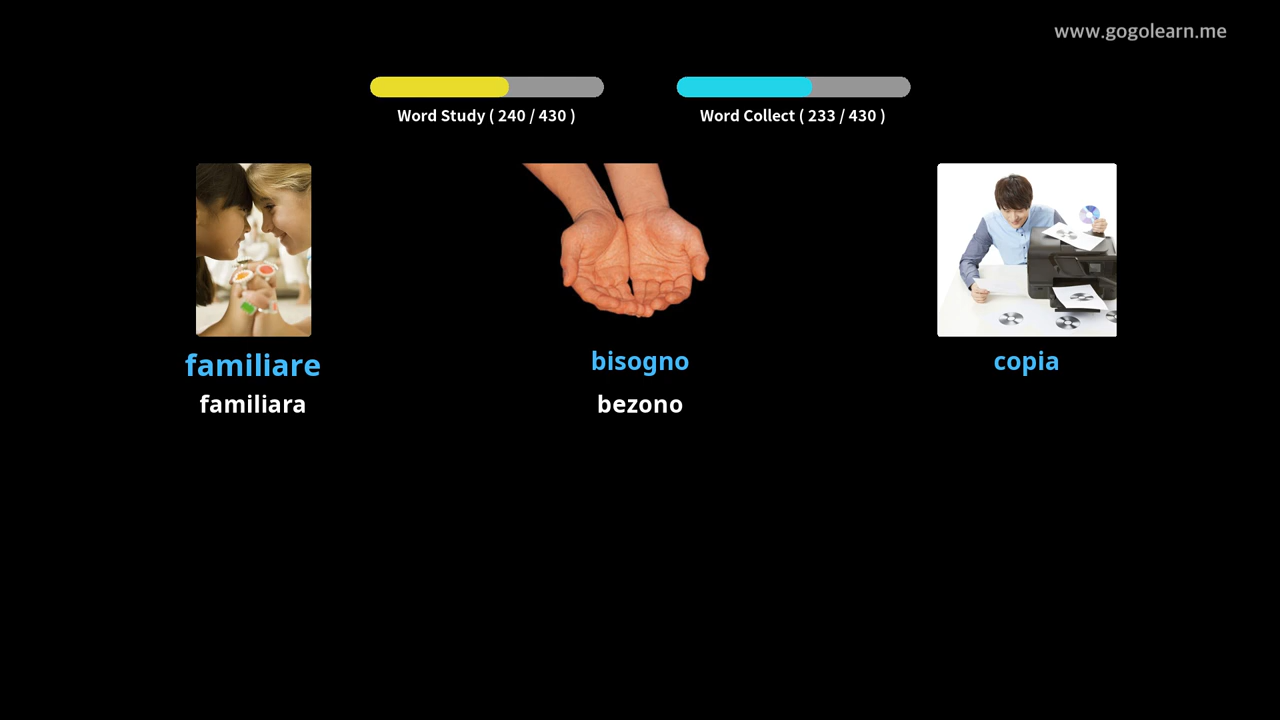 www.gogolearn.me
Word Study ( 240 / 430 )
Word Collect ( 233 / 430 )
familiare
familiara
bisogno
bezono
copia